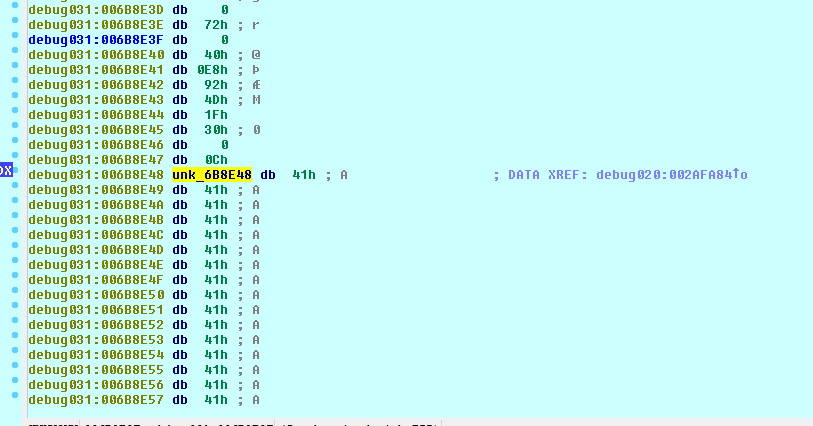 debug031:006B8E3D db 0
debug031:006B8E3E db 72h ; r
debug031:006B8E3F db 0
debug031:006B8E40 db 40h ; @
debug031:006B8E41 db 0E8h ; Þ
debug031:006B8E42 db 92h ; Æ
debug031:006B8E43 db 4Dh ; M
debug031:006B8E44 db 1Fh
debug031:006B8E45 db 30h ; 0
debug031:006B8E46 db 0
debug031:006B8E47 db 0Ch
debug031:006B8E48 unk_6B8E48 db 41h ; A ; DATA XREF: debug020:002AFA84↑o
debug031:006B8E49 db 41h ; A
debug031:006B8E4A db 41h ; A
debug031:006B8E4B db 41h ; A
debug031:006B8E4C db 41h ; A
debug031:006B8E4D db 41h ; A
debug031:006B8E4E db 41h ; A
debug031:006B8E4F db 41h ; A
debug031:006B8E50 db 41h ; A
debug031:006B8E51 db 41h ; A
debug031:006B8E52 db 41h ; A
debug031:006B8E53 db 41h ; A
debug031:006B8E54 db 41h ; A
debug031:006B8E55 db 41h ; A
debug031:006B8E56 db 41h ; A
debug031:006B8E57 db 41h ; A